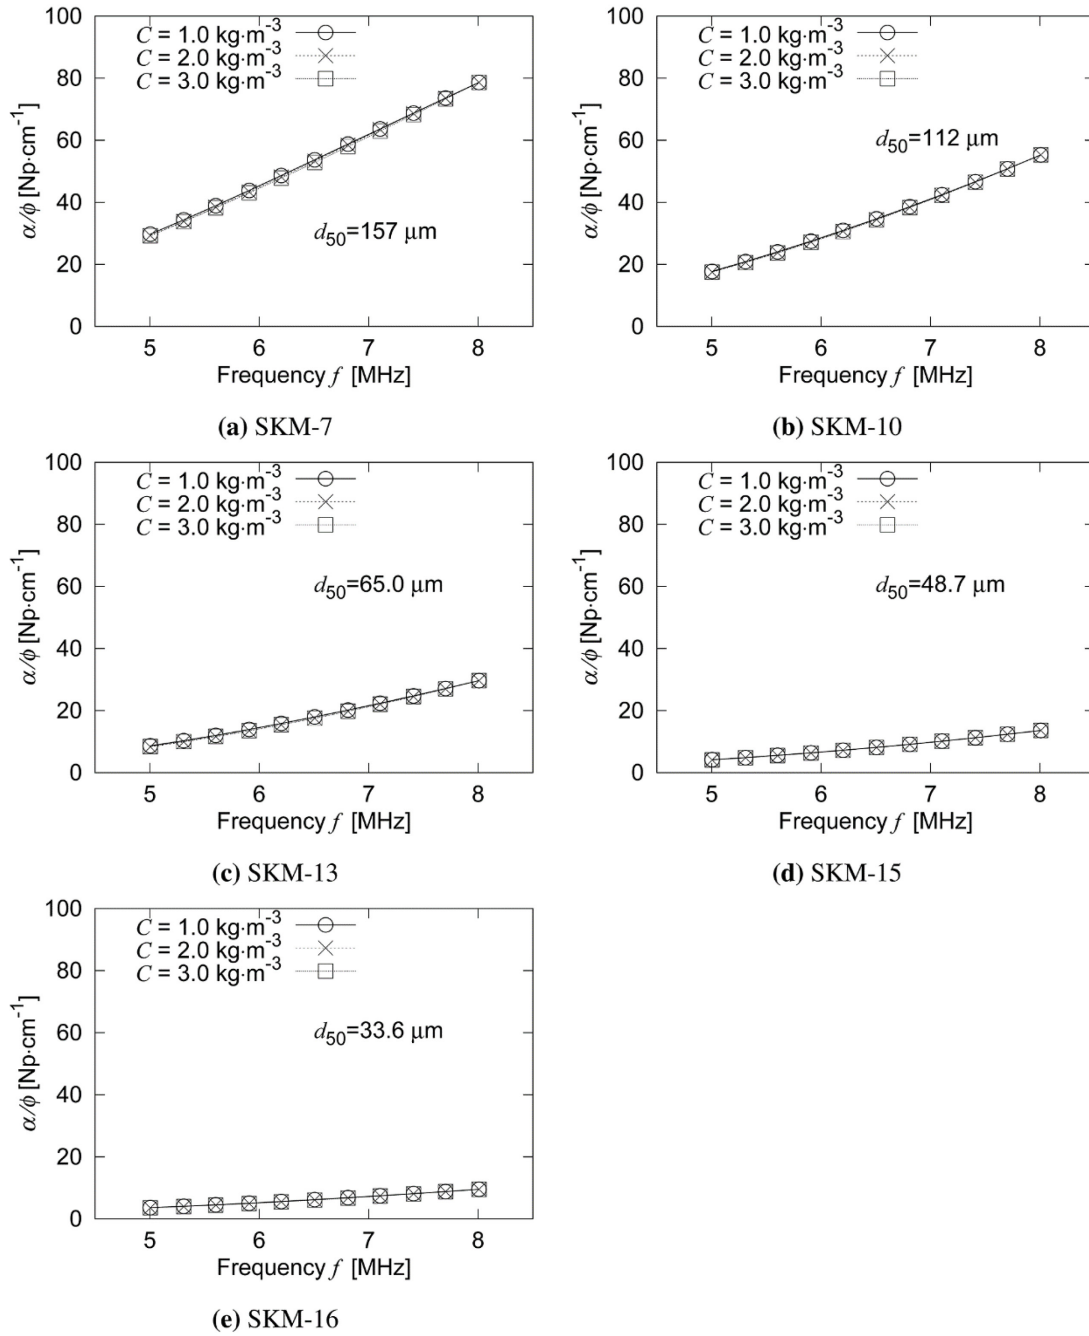 100
80
60
40
20
0
α/ϕ [Np·cm⁻¹]
C = 1.0 kg·m⁻³
C = 2.0 kg·m⁻³
C = 3.0 kg·m⁻³
d₅₀=157 μm
5 6 7 8
Frequency f [MHz]
(a) SKM-7
100
80
60
40
20
0
α/ϕ [Np·cm⁻¹]
C = 1.0 kg·m⁻³
C = 2.0 kg·m⁻³
C = 3.0 kg·m⁻³
d₅₀=112 μm
5 6 7 8
Frequency f [MHz]
(b) SKM-10
100
80
60
40
20
0
α/ϕ [Np·cm⁻¹]
C = 1.0 kg·m⁻³
C = 2.0 kg·m⁻³
C = 3.0 kg·m⁻³
d₅₀=65.0 μm
5 6 7 8
Frequency f [MHz]
(c) SKM-13
100
80
60
40
20
0
α/ϕ [Np·cm⁻¹]
C = 1.0 kg·m⁻³
C = 2.0 kg·m⁻³
C = 3.0 kg·m⁻³
d₅₀=48.7 μm
5 6 7 8
Frequency f [MHz]
(d) SKM-15
100
80
60
40
20
0
α/ϕ [Np·cm⁻¹]
C = 1.0 kg·m⁻³
C = 2.0 kg·m⁻³
C = 3.0 kg·m⁻³
d₅₀=33.6 μm
5 6 7 8
Frequency f [MHz]
(e) SKM-16